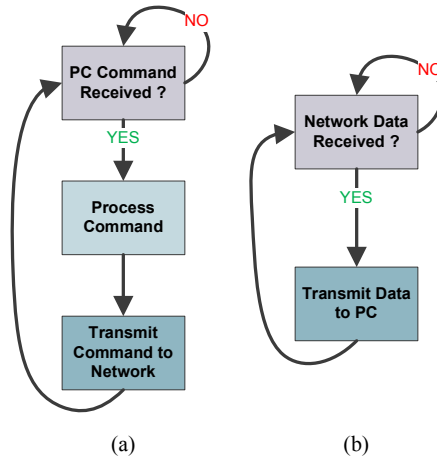 NO
PC Command
Received ?
YES
Process
Command
Transmit
Command to
Network
(a)
NO
Network Data
Received ?
YES
Transmit Data
to PC
(b)